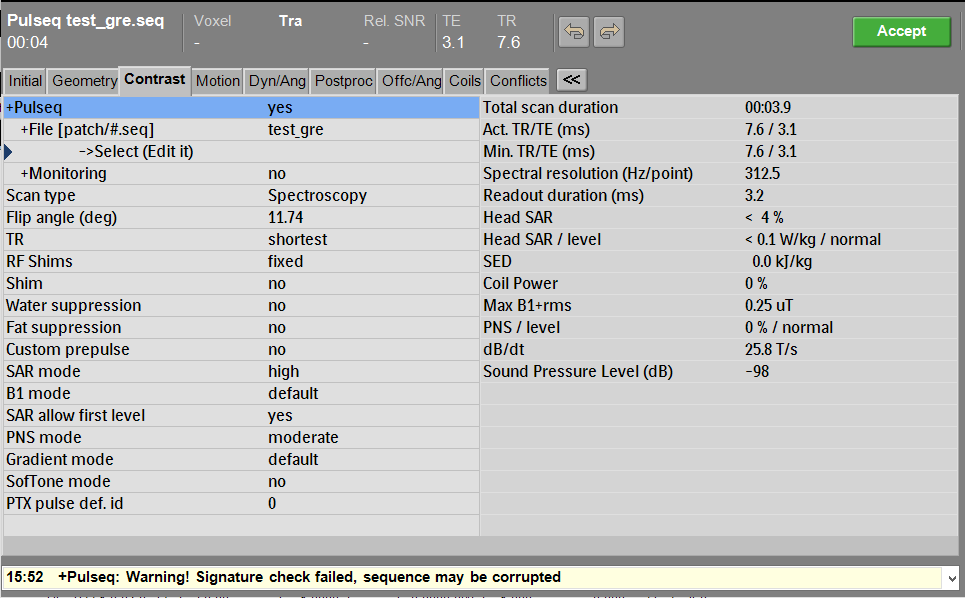 Pulseq test_gre.seq Voxel Tra Rel. SNR TE TR
00:04 - - 3.1 7.6
Accept
Initial Geometry Contrast Motion Dyn/Ang Postproc Offc/Ang Coils Conflicts <<
+Pulseq yes
+File [patch/#.seq] test_gre
->Select (Edit it)
+Monitoring no
Scan type Spectroscopy
Flip angle (deg) 11.74
TR shortest
RF Shims fixed
Shim no
Water suppression no
Fat suppression no
Custom prepulse no
SAR mode high
B1 mode default
SAR allow first level yes
PNS mode moderate
Gradient mode default
SofTone mode no
PTX pulse def. id 0
Total scan duration 00:03.9
Act. TR/TE (ms) 7.6 / 3.1
Min. TR/TE (ms) 7.6 / 3.1
Spectral resolution (Hz/point) 312.5
Readout duration (ms) 3.2
Head SAR < 4 %
Head SAR / level < 0.1 W/kg / normal
SED 0.0 kJ/kg
Coil Power 0 %
Max B1+rms 0.25 uT
PNS / level 0 % / normal
dB/dt 25.8 T/s
Sound Pressure Level (dB) -98
15:52 +Pulseq: Warning! Signature check failed, sequence may be corrupted